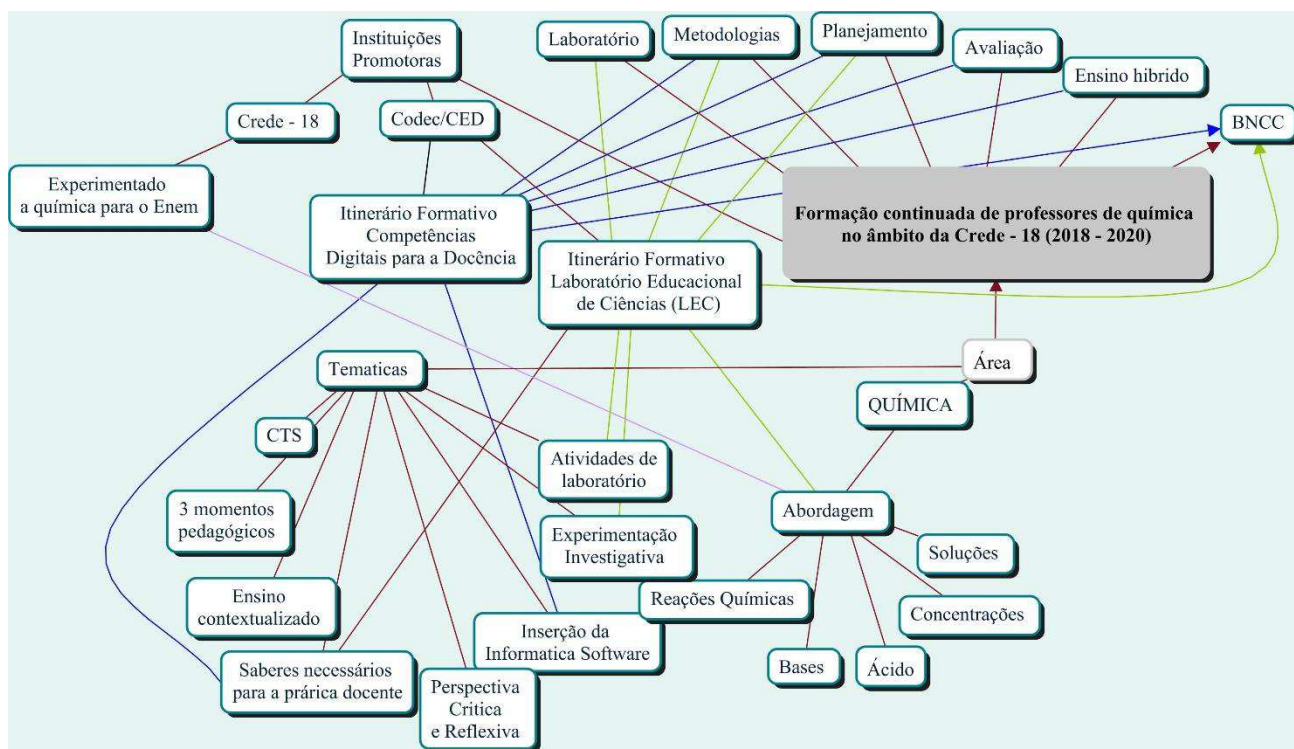 Instituições
Promotoras
Laboratório
Metodologias
Planejamento
Avaliação
Ensino hibrido
BNCC
Crede - 18
Codec/CED
Experimentado
a química para o Enem
Itinerário Formativo
Competências
Digitais para a Docência
Itinerário Formativo
Laboratório Educacional
de Ciências (LEC)
Formação continuada de professores de química
no âmbito da Crede - 18 (2018 - 2020)
Área
Tematicas
QUÍMICA
CTS
Atividades de
laboratório
3 momentos
pedagógicos
Abordagem
Experimentação
Investigativa
Soluções
Ensino
contextualizado
Reações Químicas
Concentrações
Inserção da
Informatica Software
Saberes necessários
para a prárica docente
Bases
Ácido
Perspectiva
Critica
e Reflexiva